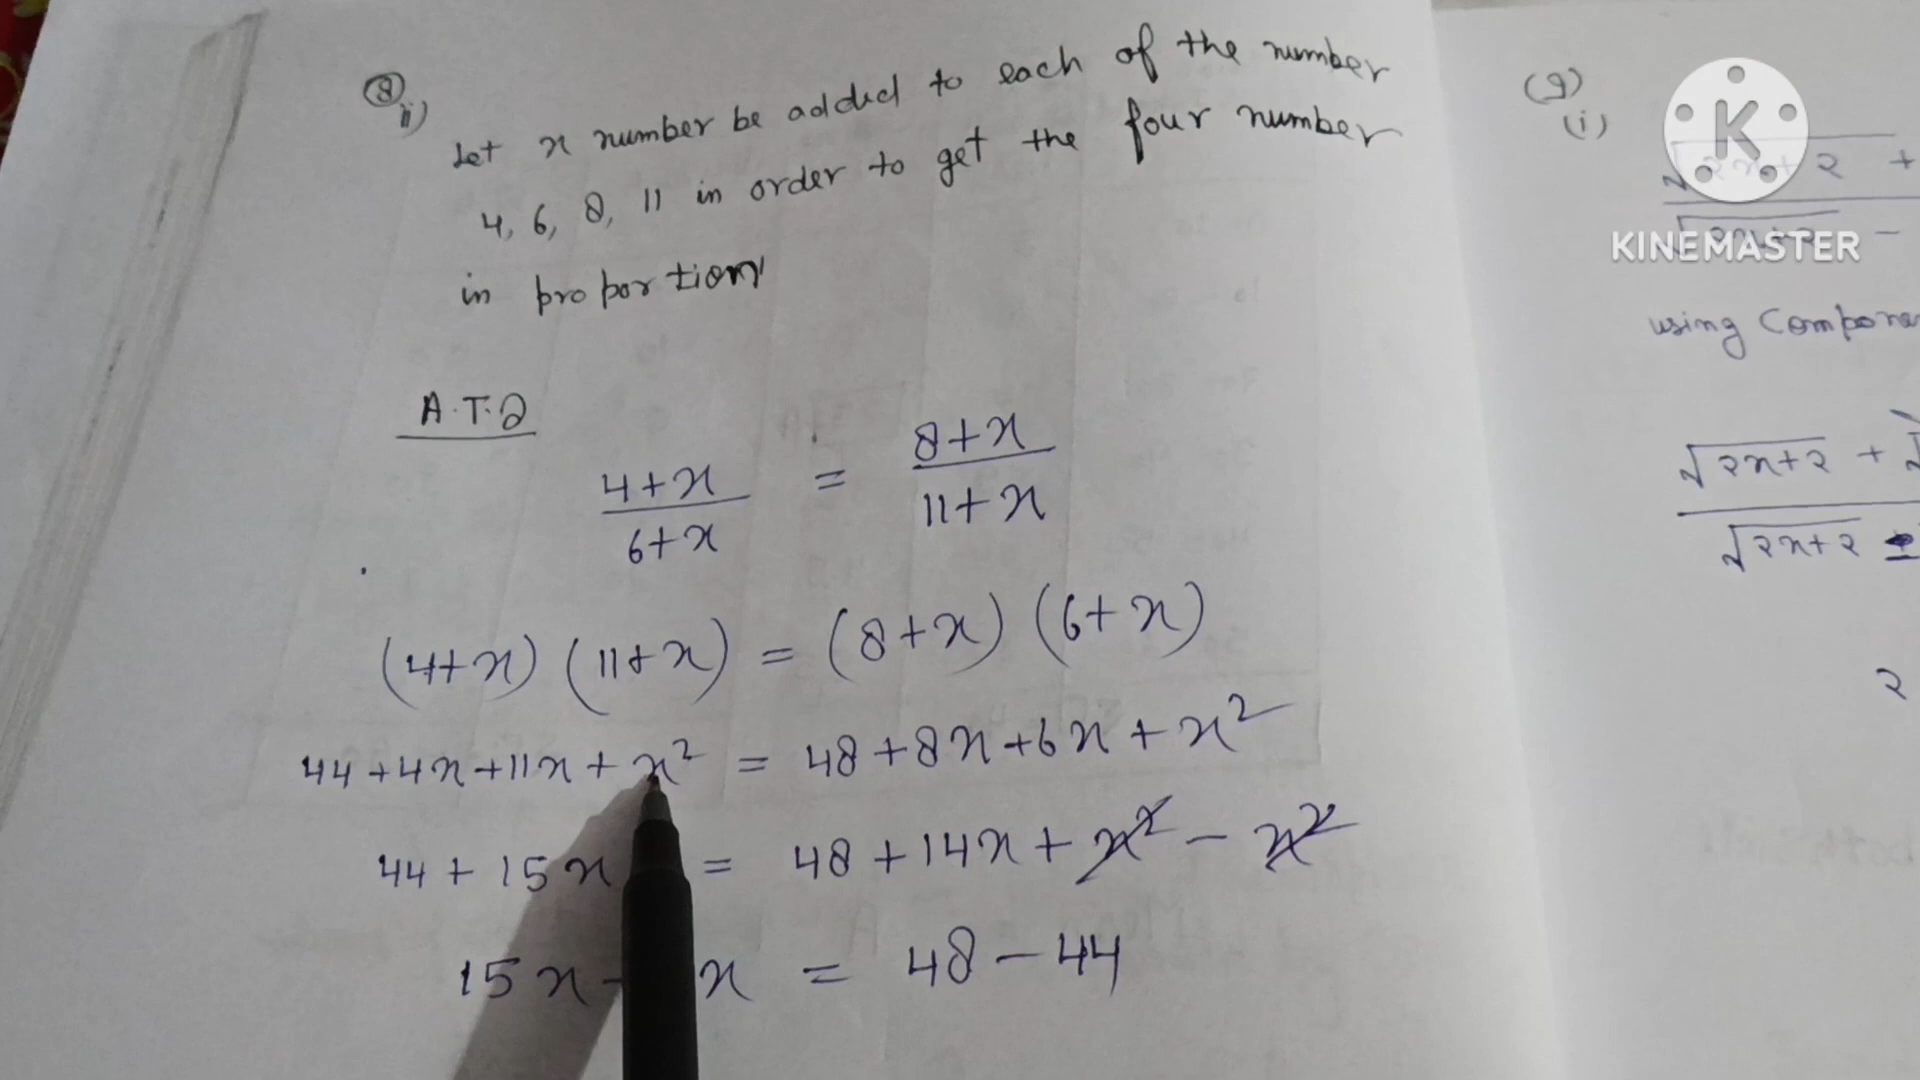 8
ii)
Let x number be added to each of the number
4, 6, 8, 11 in order to get the four number
in proportion
A.T.Q
4+x = 8+x
6+x 11+x
(4+x) (11+x) = (8+x) (6+x)
44+4x+11x+x² = 48+8x+6x+x²
44+15x = 48+14x+x²-x²
15x- x = 48-44
(9)
(i)
KINEMASTER
using
√2x+2 + √
√2x+2
2